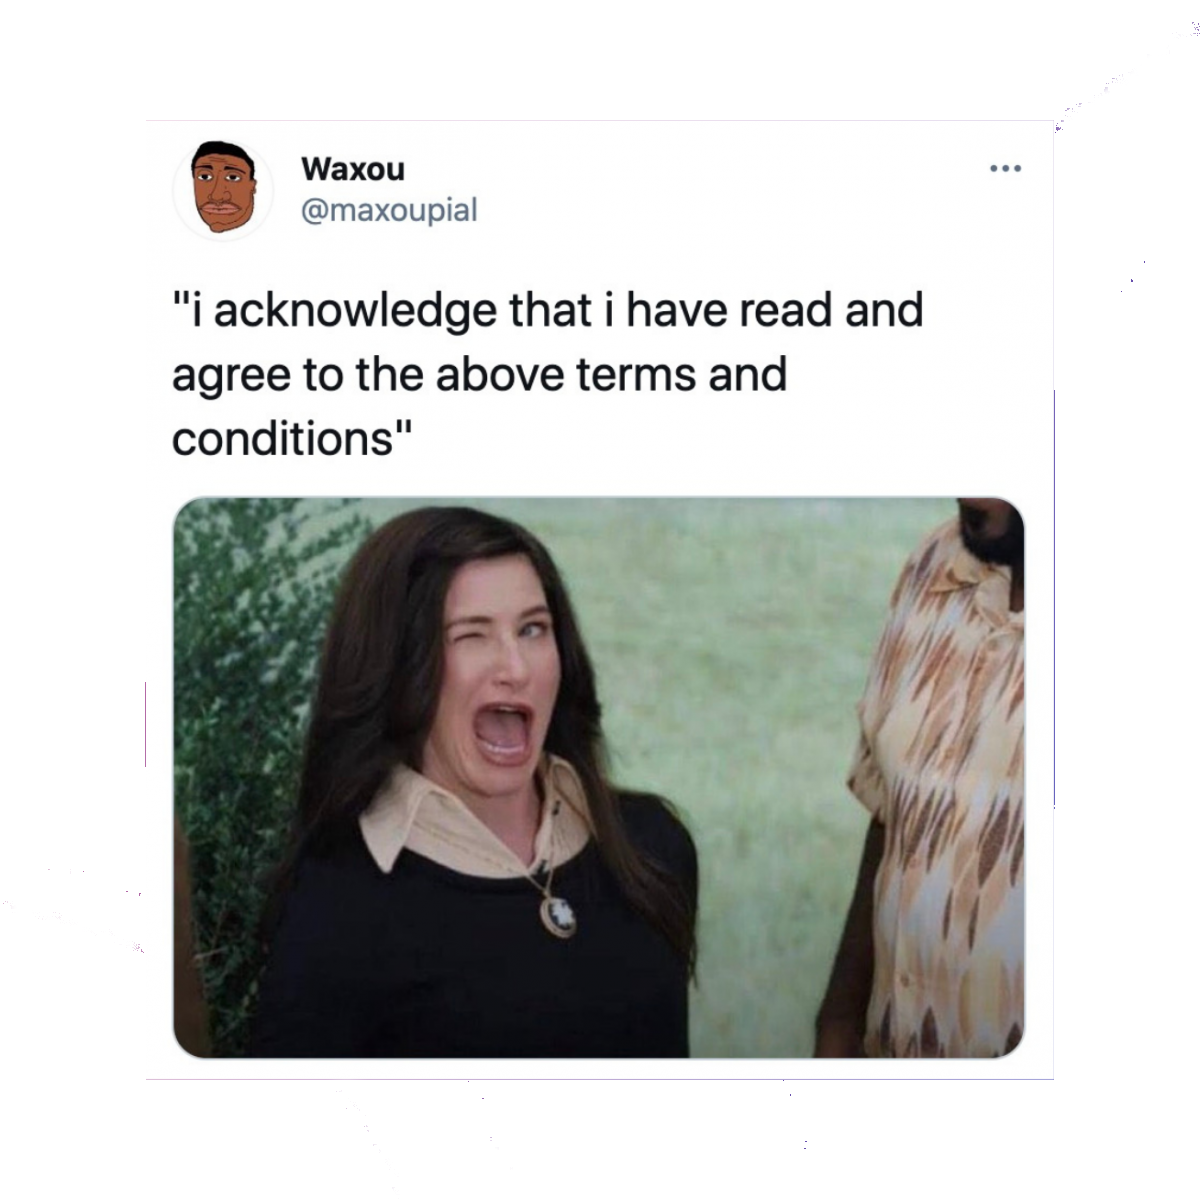 Waxou
@maxoupial
"i acknowledge that i have read and
agree to the above terms and
conditions"